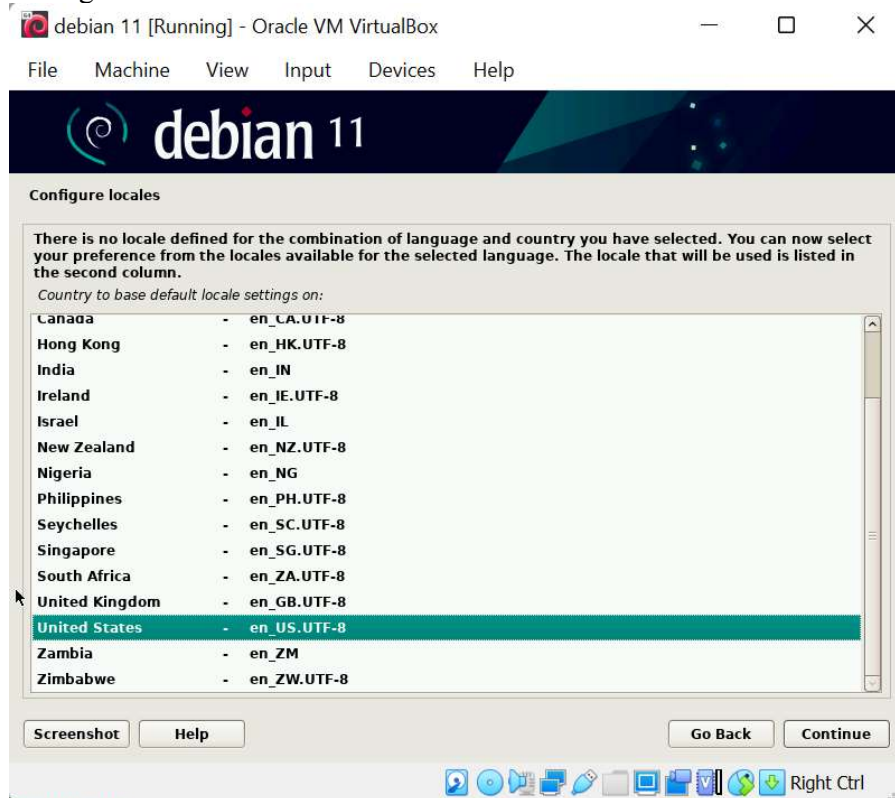 debian 11 [Running] - Oracle VM VirtualBox
File Machine View Input Devices Help
debian 11
Configure locales
There is no locale defined for the combination of language and country you have selected. You can now select
your preference from the locales available for the selected language. The locale that will be used is listed in
the second column.
Country to base default locale settings on:
Canada - en_CA.UTF-8
Hong Kong - en_HK.UTF-8
India - en_IN
Ireland - en_IE.UTF-8
Israel - en_IL
New Zealand - en_NZ.UTF-8
Nigeria - en_NG
Philippines - en_PH.UTF-8
Seychelles - en_SC.UTF-8
Singapore - en_SG.UTF-8
South Africa - en_ZA.UTF-8
United Kingdom - en_GB.UTF-8
United States - en_US.UTF-8
Zambia - en_ZM
Zimbabwe - en_ZW.UTF-8
Screenshot Help Go Back Continue
Right Ctrl